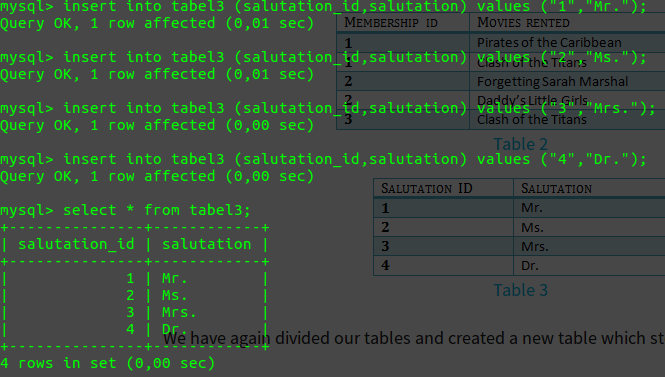 mysql> insert into tabel3 (salutation_id,salutation) values ("1","Mr.");
Query OK, 1 row affected (0,01 sec)
mysql> insert into tabel3 (salutation_id,salutation) values ("2","Ms.");
Query OK, 1 row affected (0,01 sec)
mysql> insert into tabel3 (salutation_id,salutation) values ("3","Mrs.");
Query OK, 1 row affected (0,00 sec)
mysql> insert into tabel3 (salutation_id,salutation) values ("4","Dr.");
Query OK, 1 row affected (0,00 sec)
mysql> select * from tabel3;
+---------------+------------+
| salutation_id | salutation |
+---------------+------------+
| 1 | Mr. |
| 2 | Ms. |
| 3 | Mrs. |
| 4 | Dr. |
+---------------+------------+
4 rows in set (0,00 sec)
Membership id Movies rented
1 Pirates of the Caribbean
1 Clash of the Titans
2 Forgetting Sarah Marshal
2 Daddy's Little Girls
3 Clash of the Titans
Table 2
Salutation ID Salutation
1 Mr.
2 Ms.
3 Mrs.
4 Dr.
Table 3
We have again divided our tables and created a new table which st